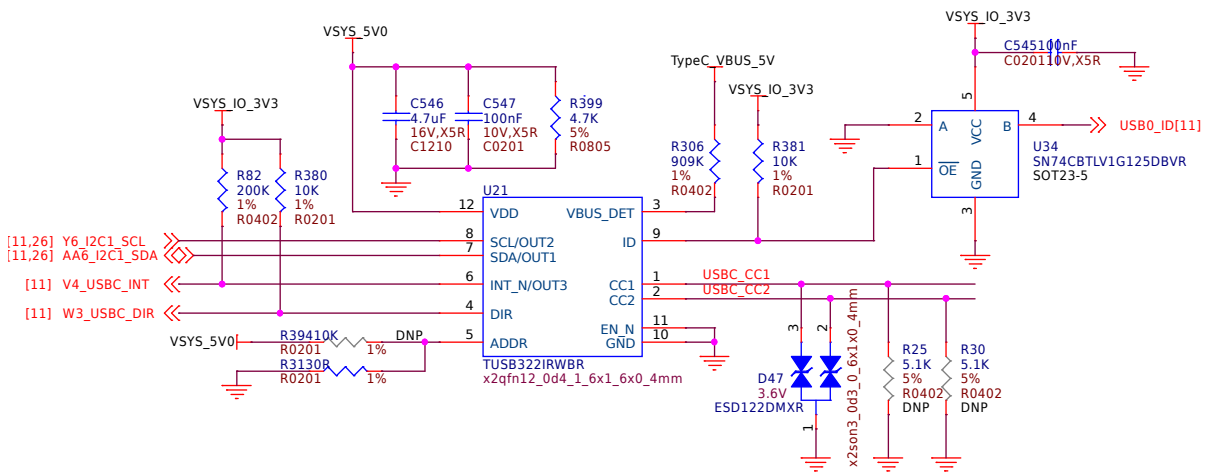 VSYS_5V0
C546
4.7uF
16V,X5R
C1210
C547
100nF
10V,X5R
C0201
R399
4.7K
5%
R0805
VSYS_IO_3V3
R82
200K
1%
R0402
R380
10K
1%
R0201
TypeC_VBUS_5V
VSYS_IO_3V3
R306
909K
1%
R0402
R381
10K
1%
R0201
VSYS_IO_3V3
C545100nF
C020110V,X5R
2
A
5
VCC
B
4
USB0_ID[11]
1
OE
GND
3
U34
SN74CBTLV1G125DBVR
SOT23-5
U21
12
VDD
VBUS_DET
3
[11,26] Y6_I2C1_SCL
8
SCL/OUT2
ID
9
[11,26] AA6_I2C1_SDA
7
SDA/OUT1
[11] V4_USBC_INT
6
INT_N/OUT3
CC1
1
USBC_CC1
CC2
2
USBC_CC2
[11] W3_USBC_DIR
4
DIR
EN_N
11
GND
10
VSYS_5V0
R39410K
R0201
1%
DNP
5
ADDR
R3130R
R0201
1%
TUSB322IRWBR
x2qfn12_0d4_1_6x1_6x0_4mm
3
2
D47
3.6V
ESD122DMXR
1
x2son3_0d3_0_6x1x0_4mm
R25
5.1K
5%
R0402
DNP
R30
5.1K
5%
R0402
DNP